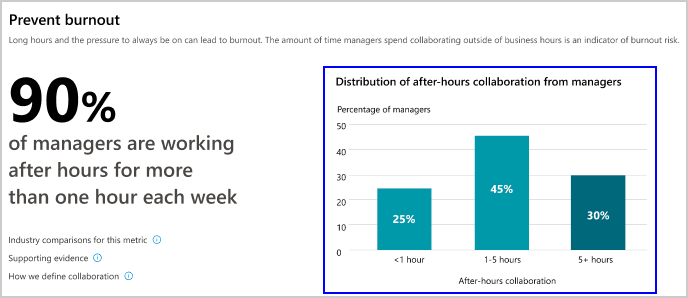 Prevent burnout
Long hours and the pressure to always be on can lead to burnout. The amount of time managers spend collaborating outside of business hours is an indicator of burnout risk.
90%
of managers are working
after hours for more
than one hour each week
Industry comparisons for this metric
Supporting evidence
How we define collaboration
Distribution of after-hours collaboration from managers
Percentage of managers
50
40
30
20
10
0
25%
45%
30%
<1 hour
1-5 hours
5+ hours
After-hours collaboration